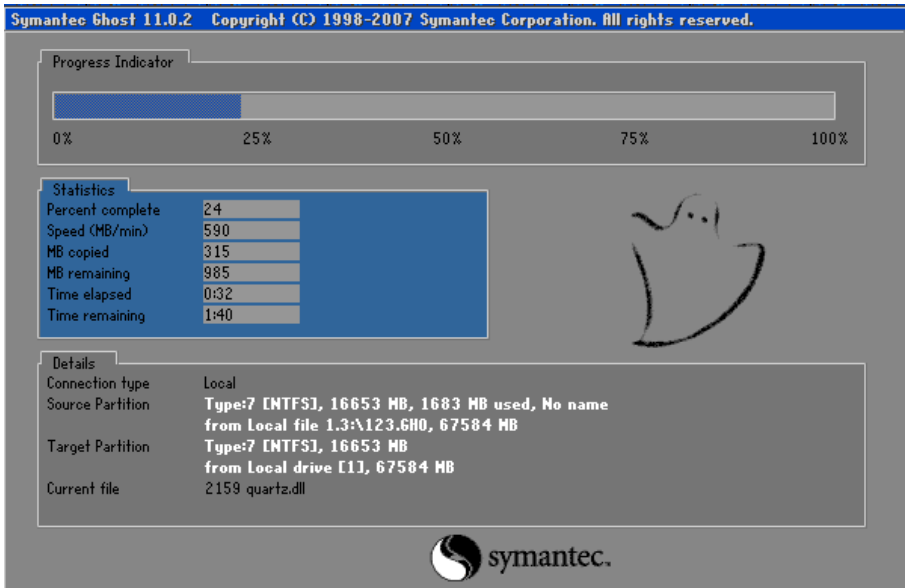 Symantec Ghost 11.0.2 Copyright (C) 1998-2007 Symantec Corporation. All rights reserved.
Progress Indicator
0% 25% 50% 75% 100%
Statistics
Percent complete 24
Speed (MB/min) 590
MB copied 315
MB remaining 985
Time elapsed 0:32
Time remaining 1:40
Details
Connection type Local
Source Partition Type:7 [NTFS], 16653 MB, 1683 MB used, No name
from Local file 1.3:\123.GHO, 67584 MB
Target Partition Type:7 [NTFS], 16653 MB
from Local drive [1], 67584 MB
Current file 2159 quartz.dll
symantec.